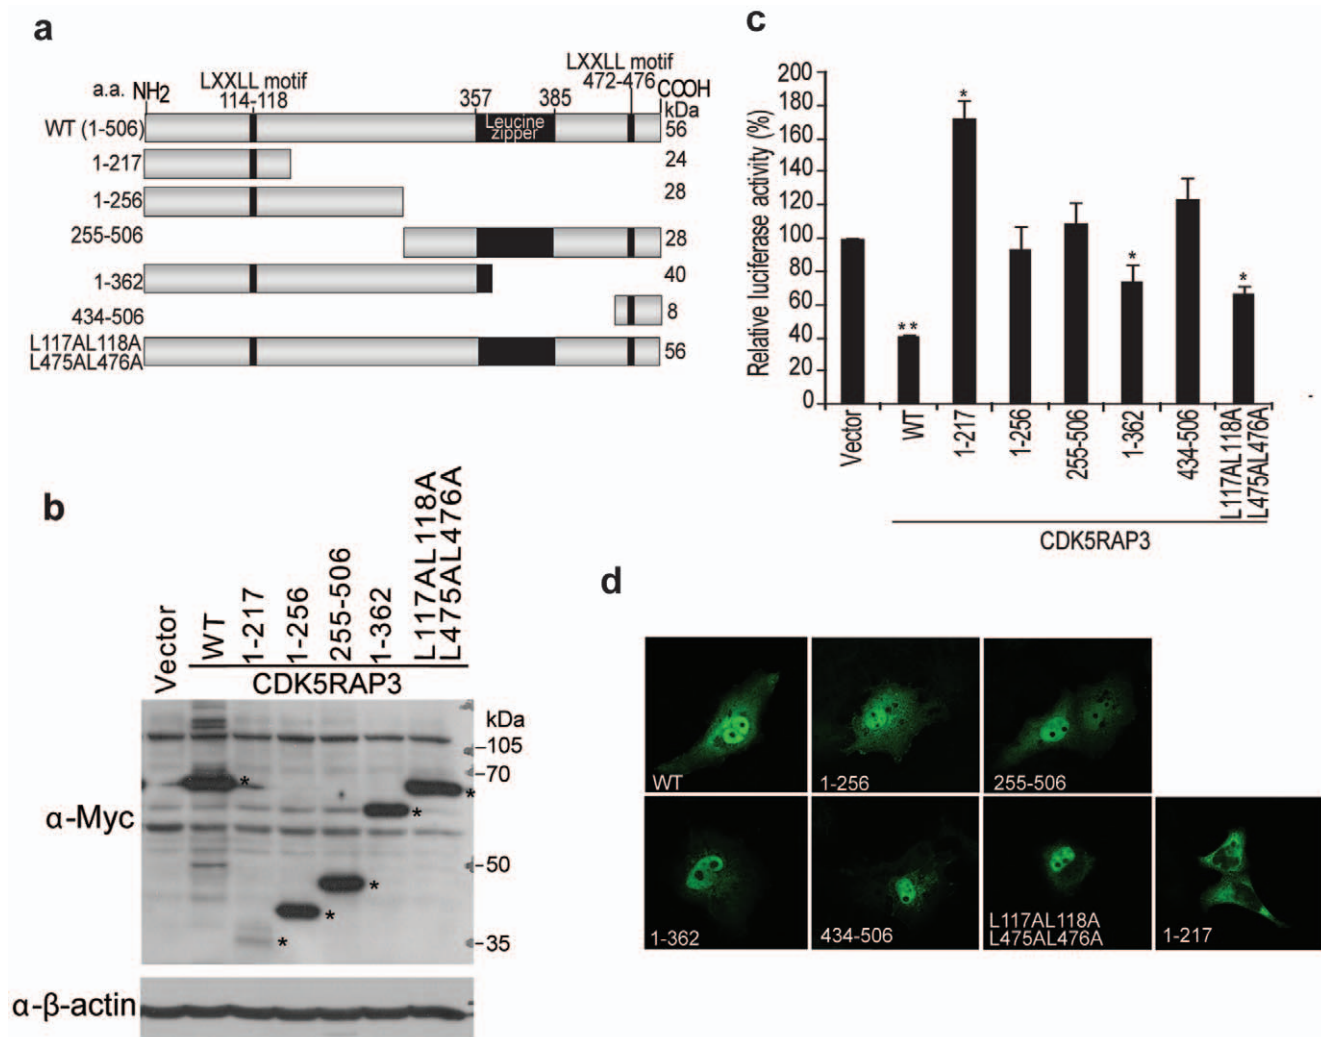 a
a.a. NH2 LXXLL motif 114-118 357 385 LXXLL motif 472-476 COOH
kDa
WT (1-506) Leucine zipper 56
1-217 24
1-256 28
255-506 28
1-362 40
434-506 8
L117AL118A
L475AL476A 56
b
Vector
WT
1-217
1-256
255-506
1-362
L117AL118A
L475AL476A
CDK5RAP3
kDa
-105
-70
-50
-35
α-Myc
* * * * * *
α-β-actin
c
Relative luciferase activity (%)
200
180
160
140
120
100
80
60
40
20
0
** * * *
Vector
WT
1-217
1-256
255-506
1-362
434-506
L117AL118A
L475AL476A
CDK5RAP3
d
WT
1-256
255-506
1-362
434-506
L117AL118A
L475AL476A
1-217